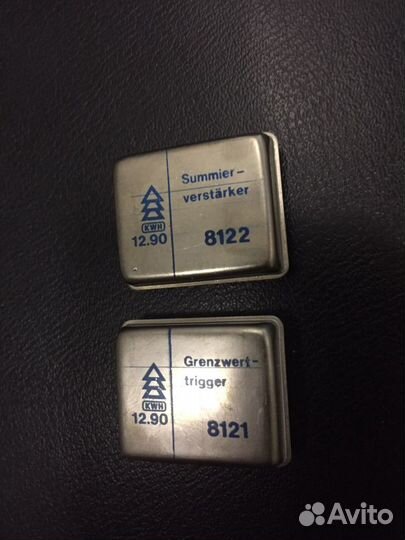 Summier-
verstärker
KWH
12.90
8122
Grenzwert-
trigger
KWH
12.90
8121
Avito